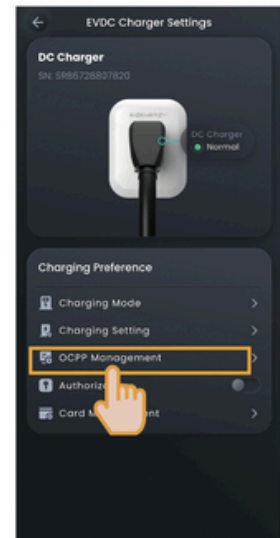 EVDC Charger Settings
DC Charger
SN: SR86728807820
DC Charger
Normal
Charging Preference
Charging Mode
Charging Setting
OCPP Management
Card